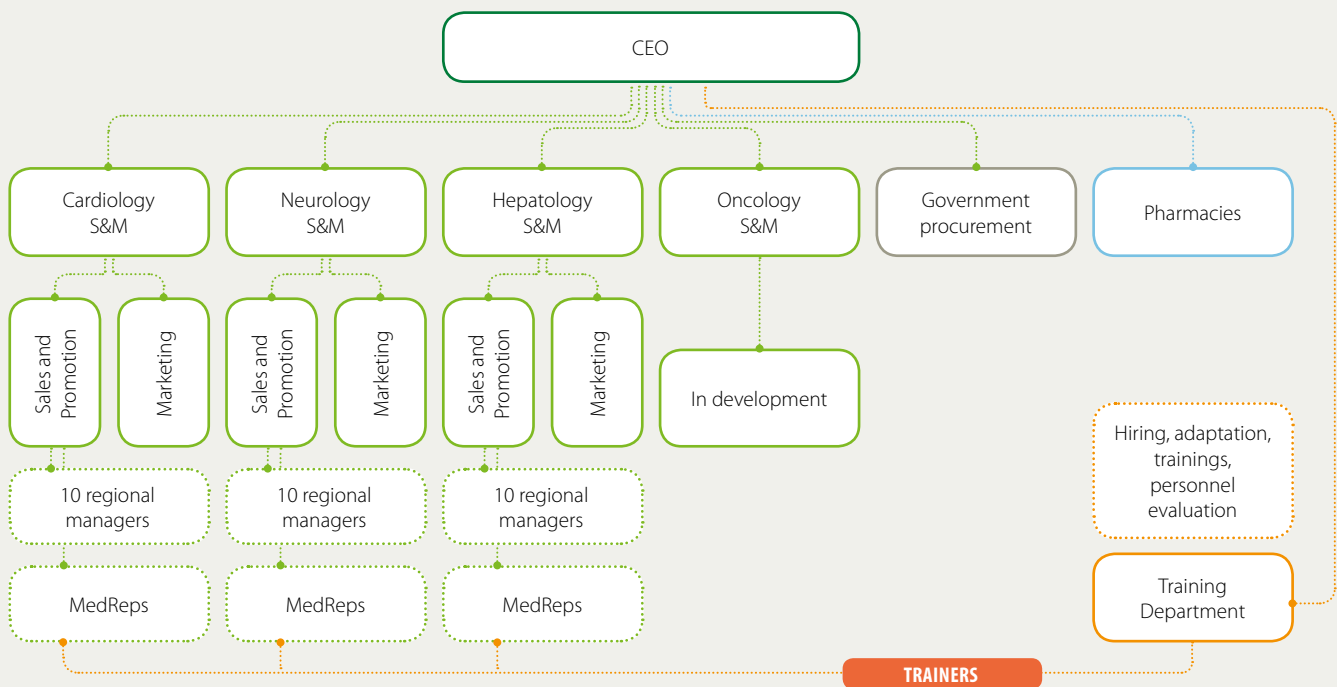 CEO
Cardiology
S&M
Neurology
S&M
Hepatology
S&M
Oncology
S&M
Government
procurement
Pharmacies
Sales and
Promotion
Marketing
Sales and
Promotion
Marketing
Sales and
Promotion
Marketing
In development
Hiring, adaptation,
trainings,
personnel
evaluation
10 regional
managers
10 regional
managers
10 regional
managers
MedReps
MedReps
MedReps
Training
Department
TRAINERS